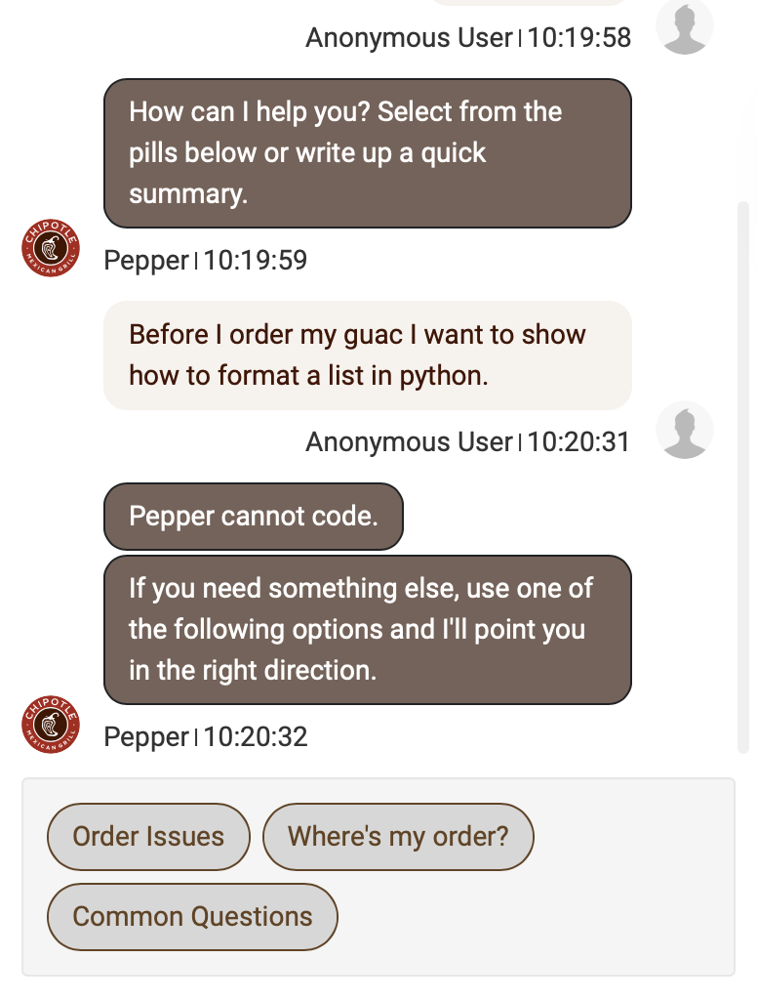 Anonymous User | 10:19:58
How can I help you? Select from the
pills below or write up a quick
summary.
CHIPOTLE
MEXICAN GRILL
Pepper | 10:19:59
Before I order my guac I want to show
how to format a list in python.
Anonymous User | 10:20:31
Pepper cannot code.
If you need something else, use one of
the following options and I'll point you
in the right direction.
CHIPOTLE
MEXICAN GRILL
Pepper | 10:20:32
Order Issues
Where's my order?
Common Questions